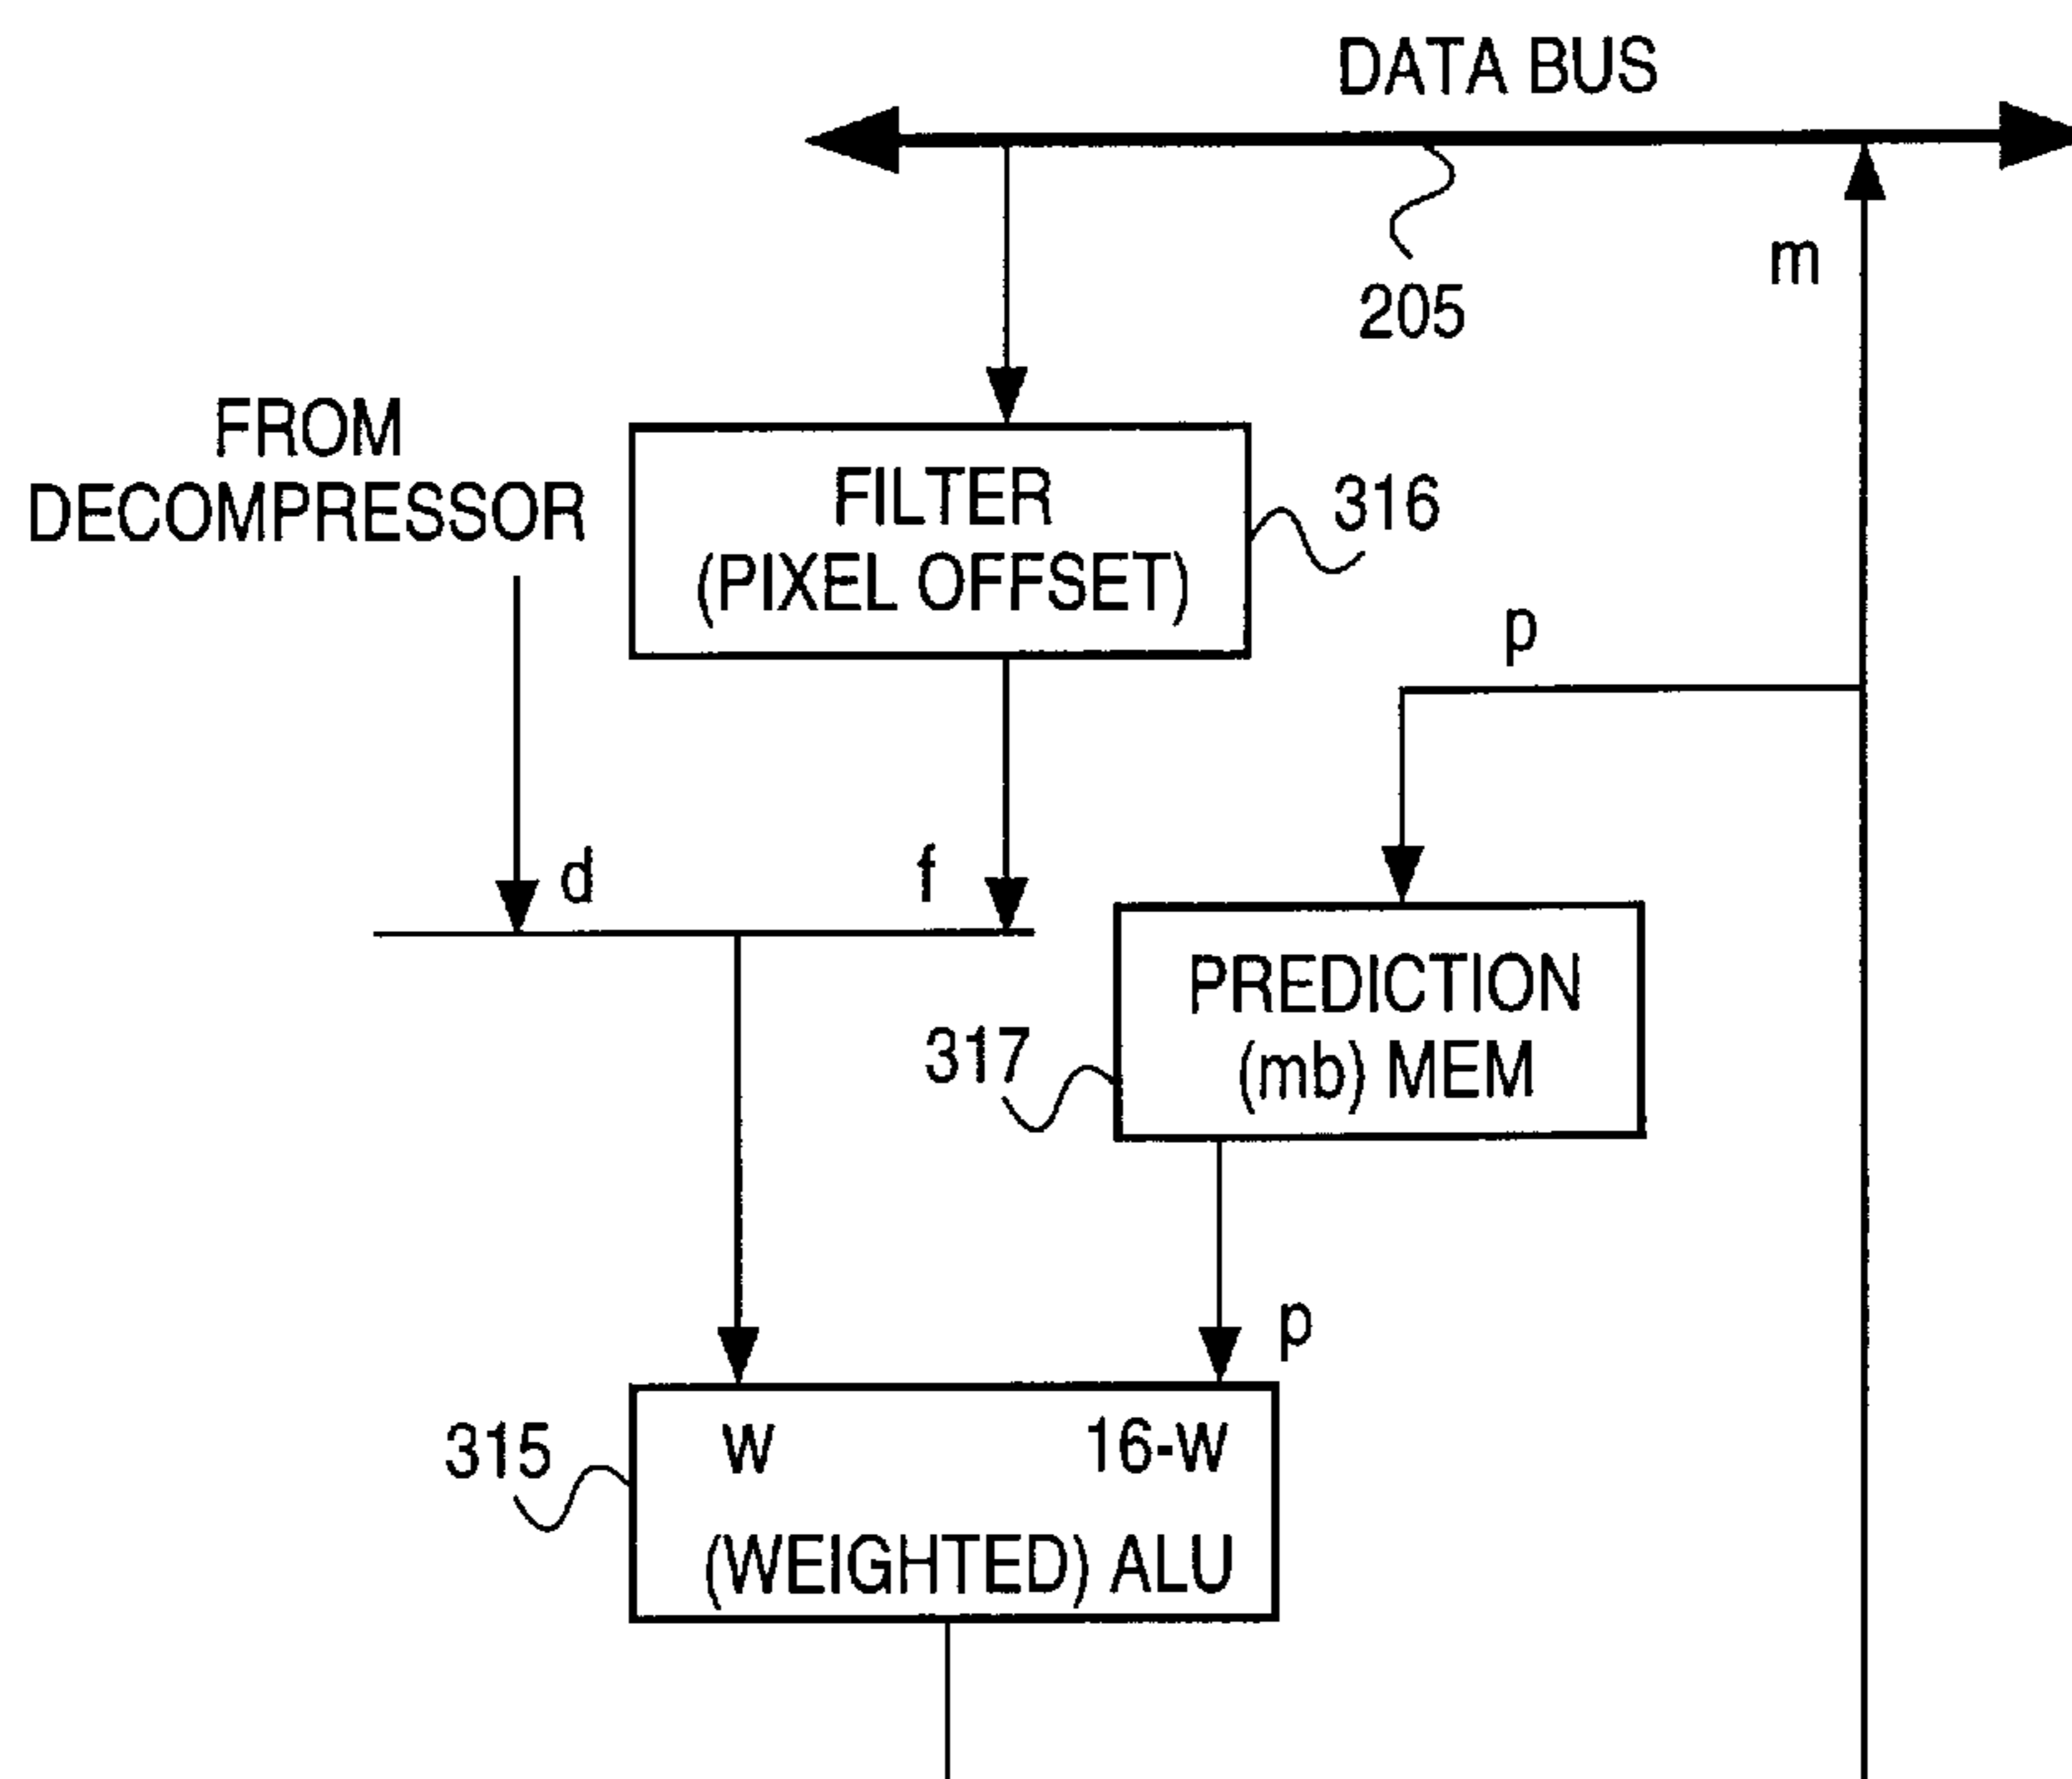 DATA BUS
205
m
FROM
DECOMPRESSOR
FILTER
(PIXEL OFFSET)
316
p
d
f
PREDICTION
(mb) MEM
317
p
315
W
16-W
(WEIGHTED) ALU